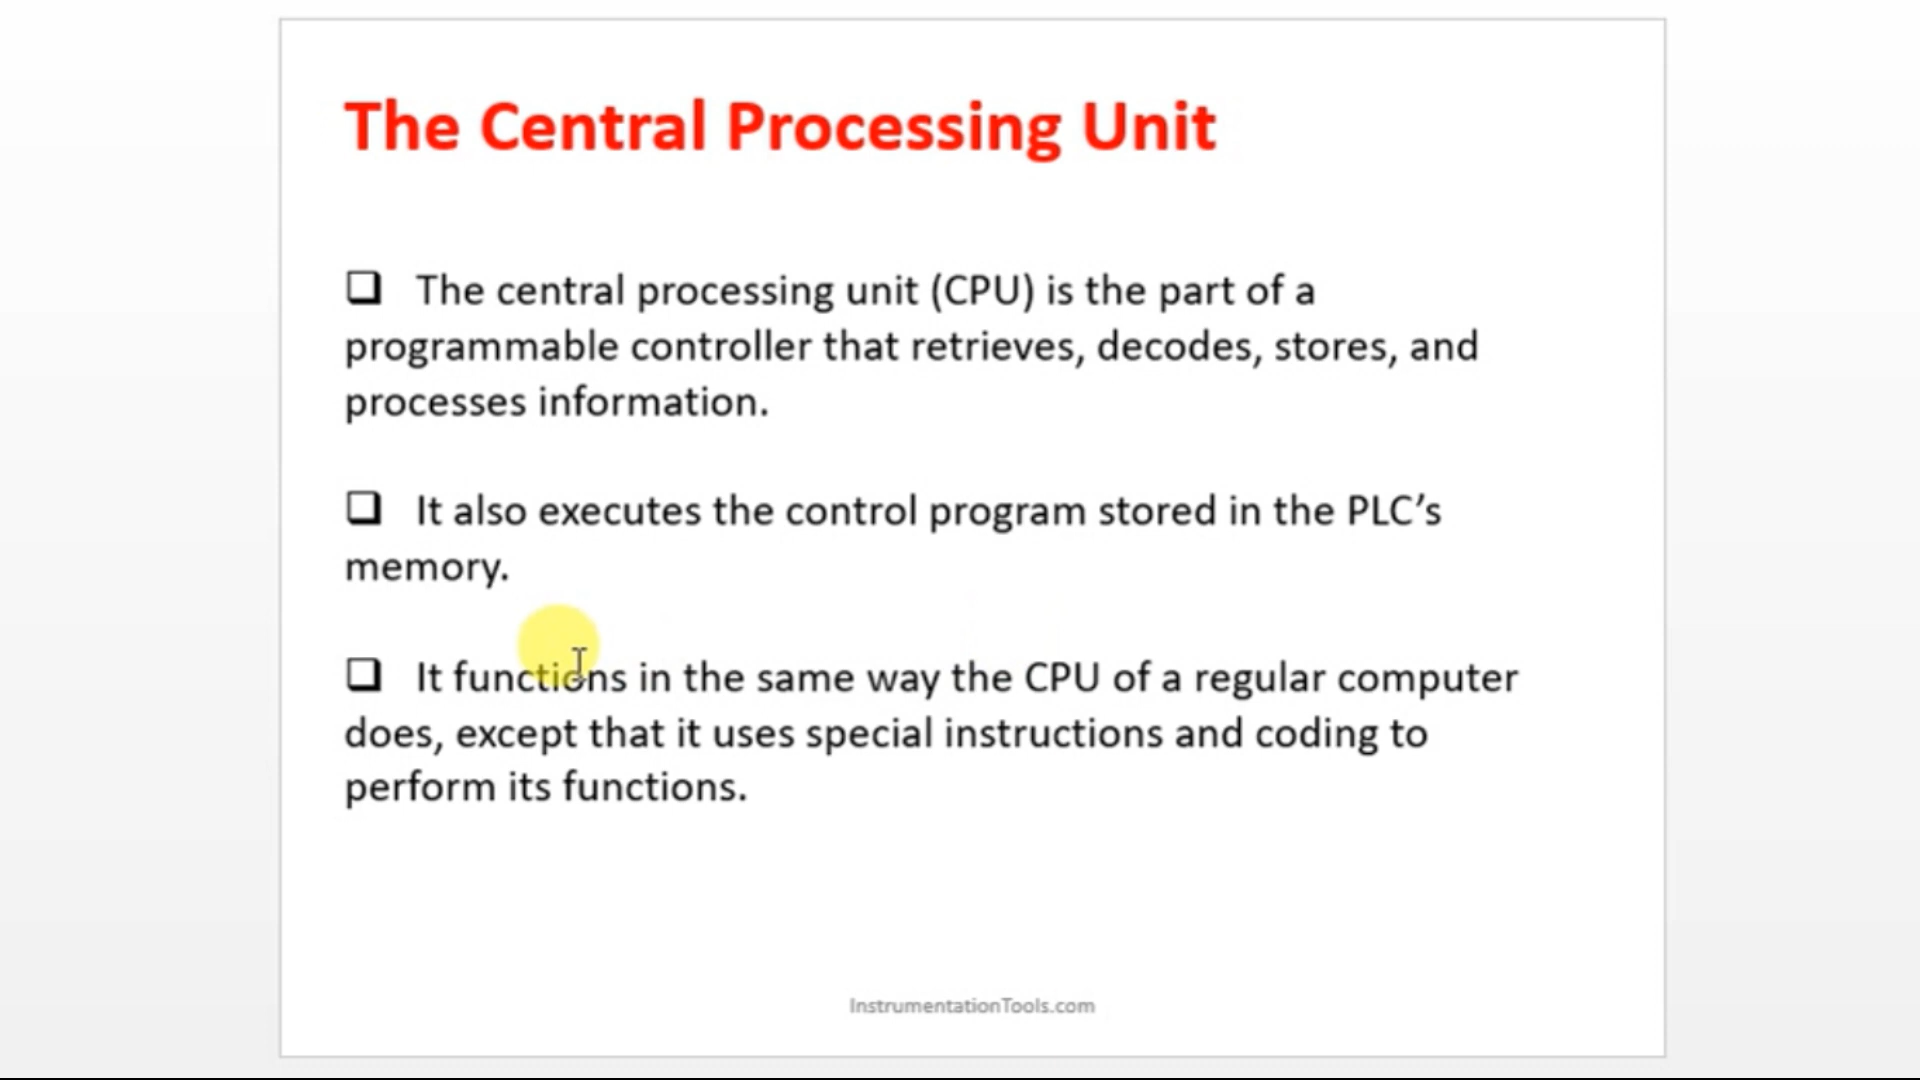 The Central Processing Unit
❑ The central processing unit (CPU) is the part of a
programmable controller that retrieves, decodes, stores, and
processes information.
❑ It also executes the control program stored in the PLC’s
memory.
❑ It functions in the same way the CPU of a regular computer
does, except that it uses special instructions and coding to
perform its functions.
InstrumentationTools.com